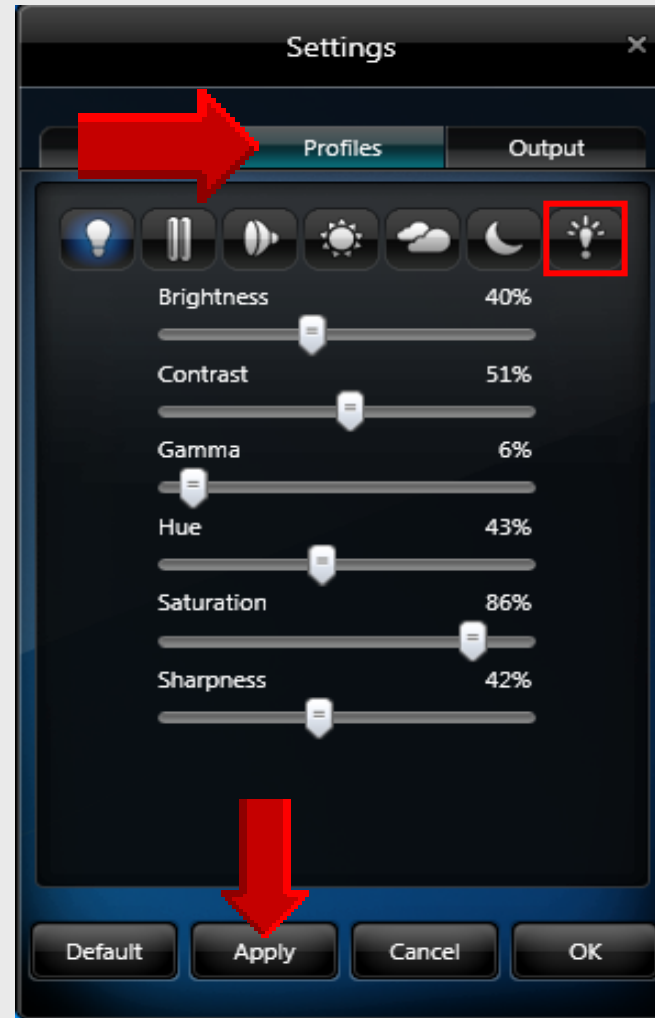 Settings
Profiles Output
Brightness 40%
Contrast 51%
Gamma 6%
Hue 43%
Saturation 86%
Sharpness 42%
Default Apply Cancel OK